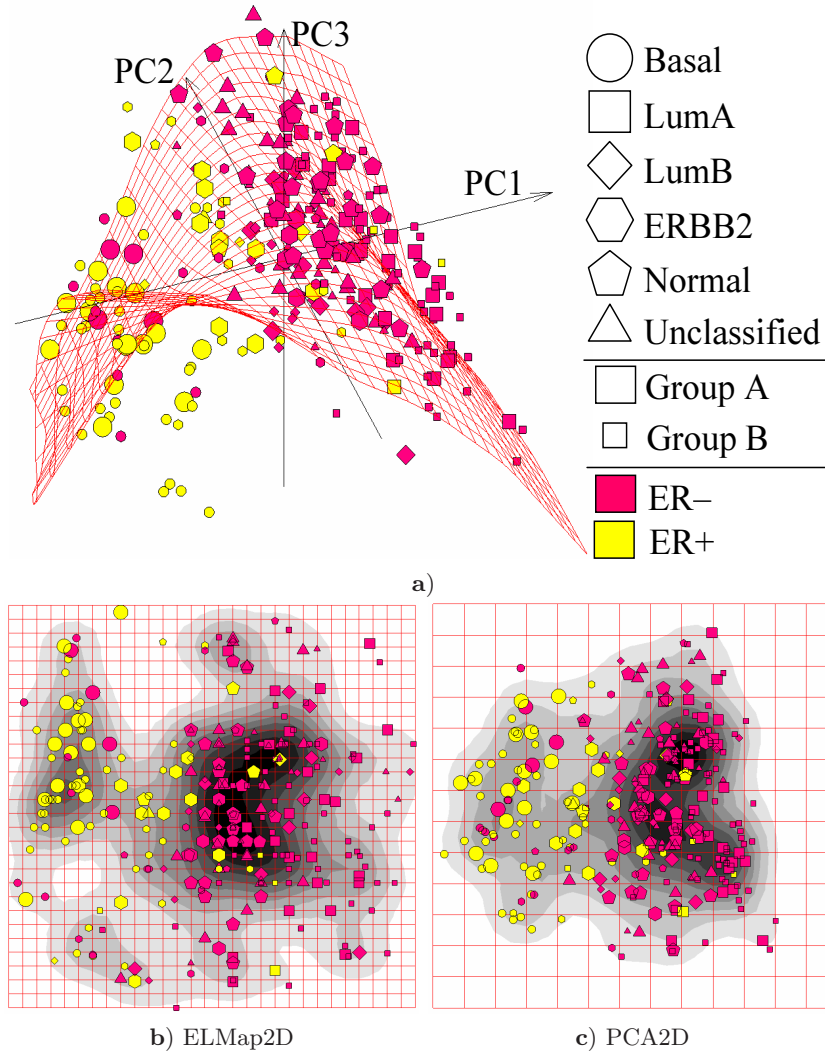 PC3
PC2
PC1
Basal
LumA
LumB
ERBB2
Normal
Unclassified
Group A
Group B
ER–
ER+
a)
b) ELMap2D
c) PCA2D